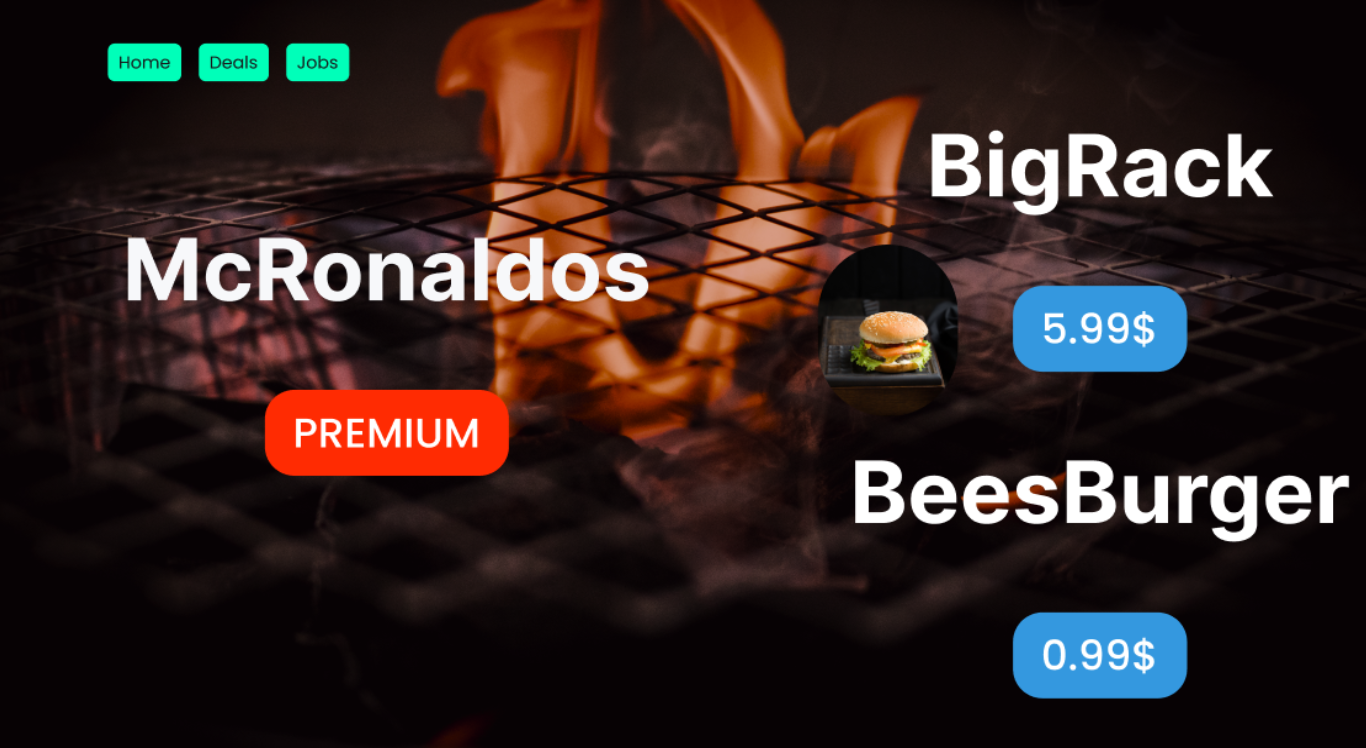 Home Deals Jobs
McRonaldos
PREMIUM
BigRack
5.99$
BeesBurger
0.99$